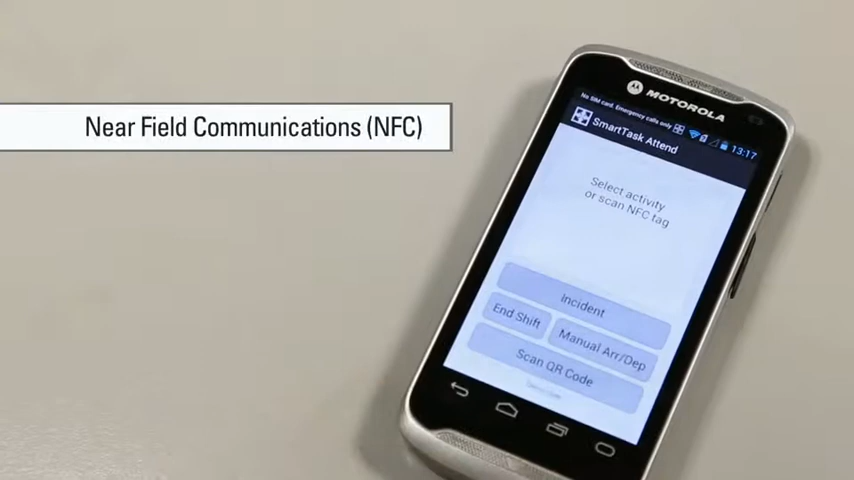 Near Field Communications (NFC)
MOTOROLA
No SIM card. Emergency calls only
13:17
SmartTask Attend
Select activity
or scan NFC tag
Incident
End Shift
Manual Arr/Dep
Scan QR Code